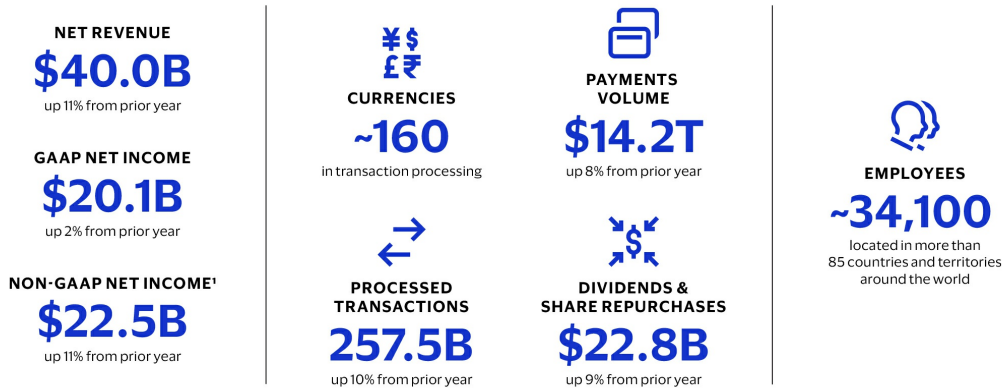 NET REVENUE
$40.0B
up 11% from prior year
GAAP NET INCOME
$20.1B
up 2% from prior year
NON-GAAP NET INCOME¹
$22.5B
up 11% from prior year
¥ $
£ ₹
CURRENCIES
~160
in transaction processing
PROCESSED
TRANSACTIONS
257.5B
up 10% from prior year
PAYMENTS
VOLUME
$14.2T
up 8% from prior year
$
DIVIDENDS &
SHARE REPURCHASES
$22.8B
up 9% from prior year
EMPLOYEES
~34,100
located in more than
85 countries and territories
around the world